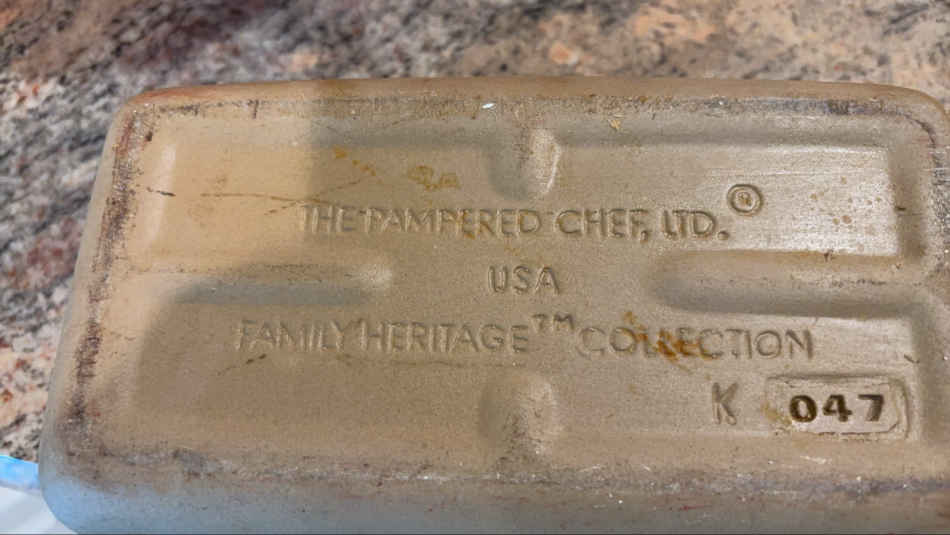 THE PAMPERED CHEF, LTD.®
USA
FAMILY HERITAGE™ COLLECTION
K 047